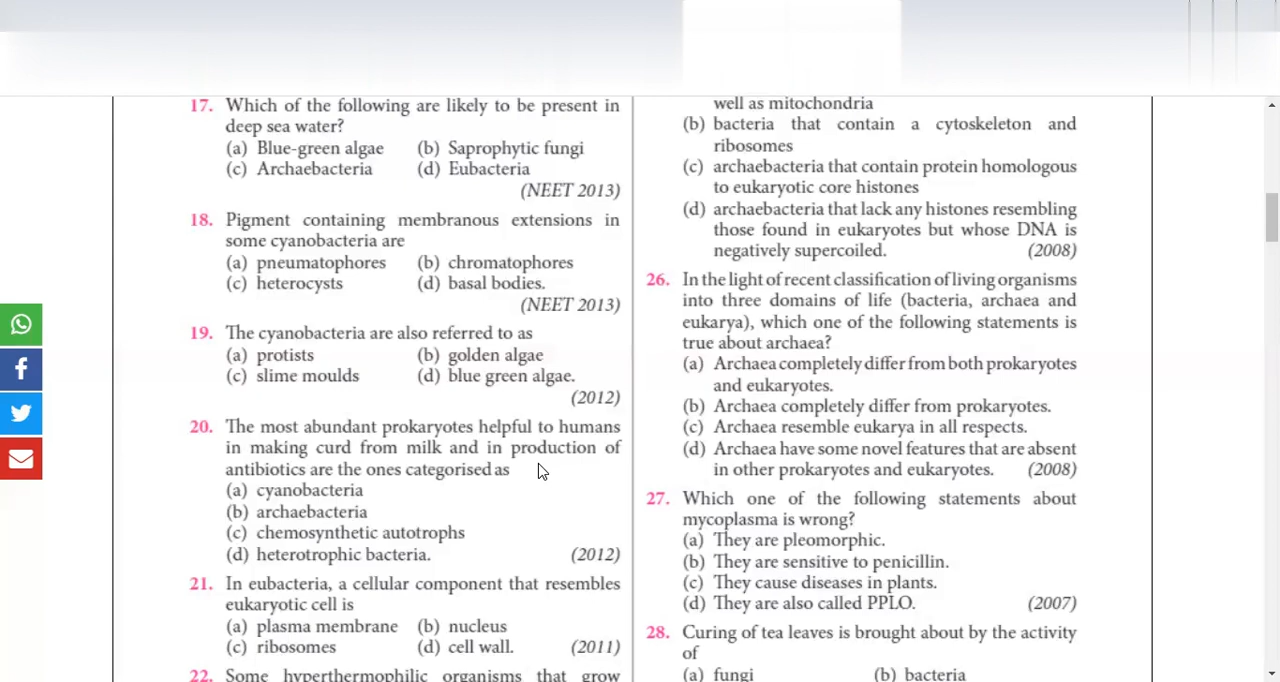 17. Which of the following are likely to be present in
deep sea water?
(a) Blue-green algae (b) Saprophytic fungi
(c) Archaebacteria (d) Eubacteria
(NEET 2013)
18. Pigment containing membranous extensions in
some cyanobacteria are
(a) pneumatophores (b) chromatophores
(c) heterocysts (d) basal bodies.
(NEET 2013)
19. The cyanobacteria are also referred to as
(a) protists (b) golden algae
(c) slime moulds (d) blue green algae.
(2012)
20. The most abundant prokaryotes helpful to humans
in making curd from milk and in production of
antibiotics are the ones categorised as
(a) cyanobacteria
(b) archaebacteria
(c) chemosynthetic autotrophs
(d) heterotrophic bacteria. (2012)
21. In eubacteria, a cellular component that resembles
eukaryotic cell is
(a) plasma membrane (b) nucleus
(c) ribosomes (d) cell wall. (2011)
22. Some hyperthermophilic organisms that grow
well as mitochondria
(b) bacteria that contain a cytoskeleton and
ribosomes
(c) archaebacteria that contain protein homologous
to eukaryotic core histones
(d) archaebacteria that lack any histones resembling
those found in eukaryotes but whose DNA is
negatively supercoiled. (2008)
26. In the light of recent classification of living organisms
into three domains of life (bacteria, archaea and
eukarya), which one of the following statements is
true about archaea?
(a) Archaea completely differ from both prokaryotes
and eukaryotes.
(b) Archaea completely differ from prokaryotes.
(c) Archaea resemble eukarya in all respects.
(d) Archaea have some novel features that are absent
in other prokaryotes and eukaryotes. (2008)
27. Which one of the following statements about
mycoplasma is wrong?
(a) They are pleomorphic.
(b) They are sensitive to penicillin.
(c) They cause diseases in plants.
(d) They are also called PPLO. (2007)
28. Curing of tea leaves is brought about by the activity
of
(a) fungi (b) bacteria